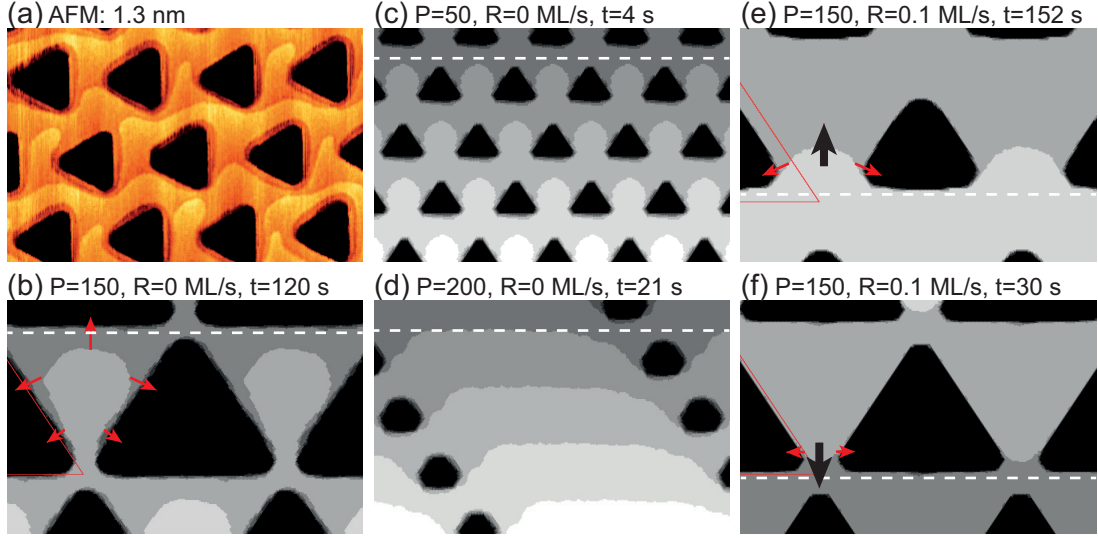 (a) AFM: 1.3 nm
(c) P=50, R=0 ML/s, t=4 s
(e) P=150, R=0.1 ML/s, t=152 s
(b) P=150, R=0 ML/s, t=120 s
(d) P=200, R=0 ML/s, t=21 s
(f) P=150, R=0.1 ML/s, t=30 s